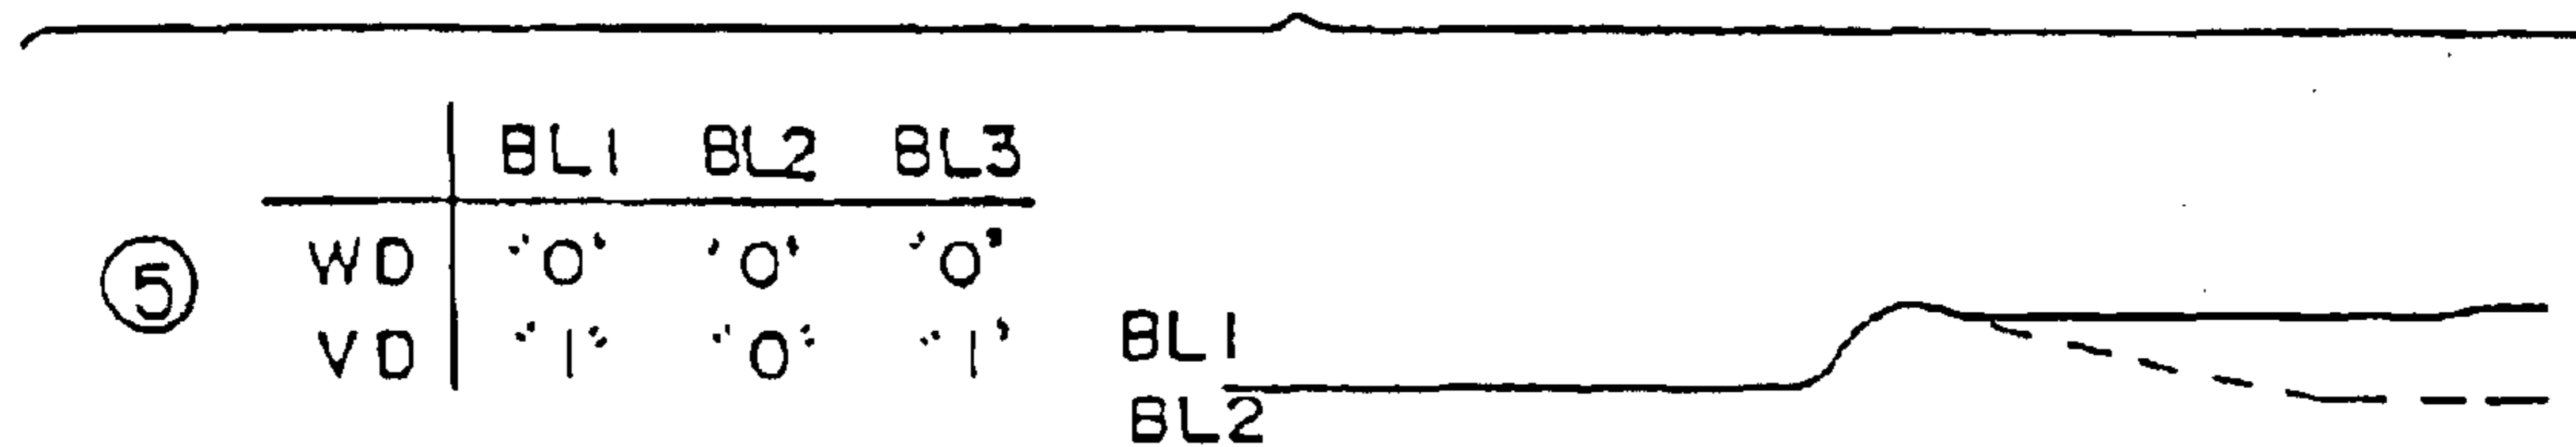 BL1 BL2 BL3
⑤ WD "0" "0" "0"
VD "1" "0" "1"
BL1
BL2